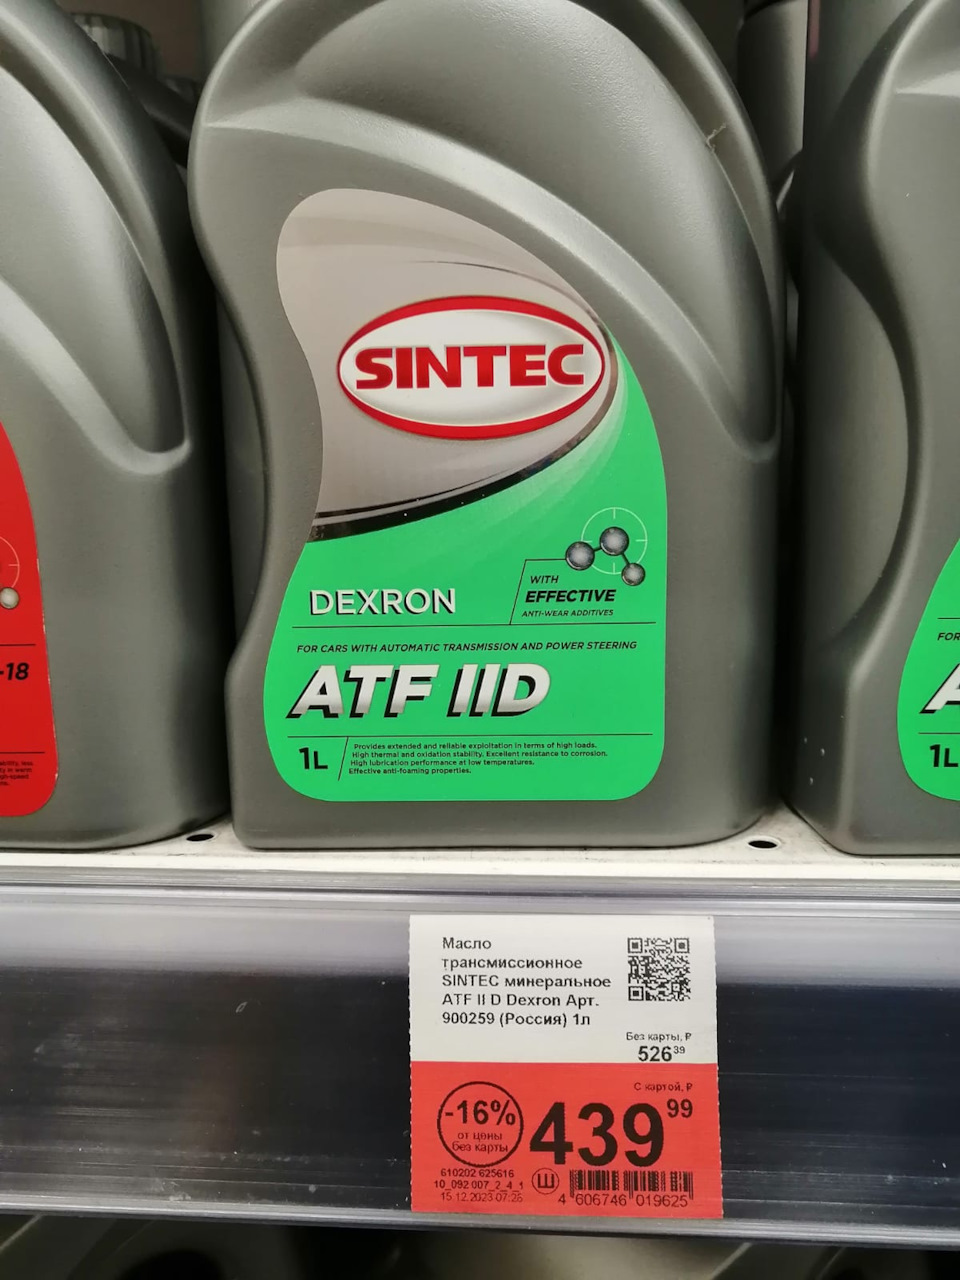 SINTEC
DEXRON
WITH
EFFECTIVE
ANTI-WEAR ADDITIVES
FOR CARS WITH AUTOMATIC TRANSMISSION AND POWER STEERING
ATF IID
1L
Provides extended and reliable exploitation in terms of high loads.
High thermal and oxidation stability. Excellent resistance to corrosion.
High lubrication performance at low temperatures.
Effective anti-foaming properties.
-18
FOR
1L
Масло
трансмиссионное
SINTEC минеральное
ATF II D Dexron Арт.
900259 (Россия) 1л
Без карты, ₽
526 39
С картой, ₽
439 99
-16%
от цены
без карты
610202 625616
10_092 007_2_4_1
15.12.2023 07:26
Ш
4 606746 019625